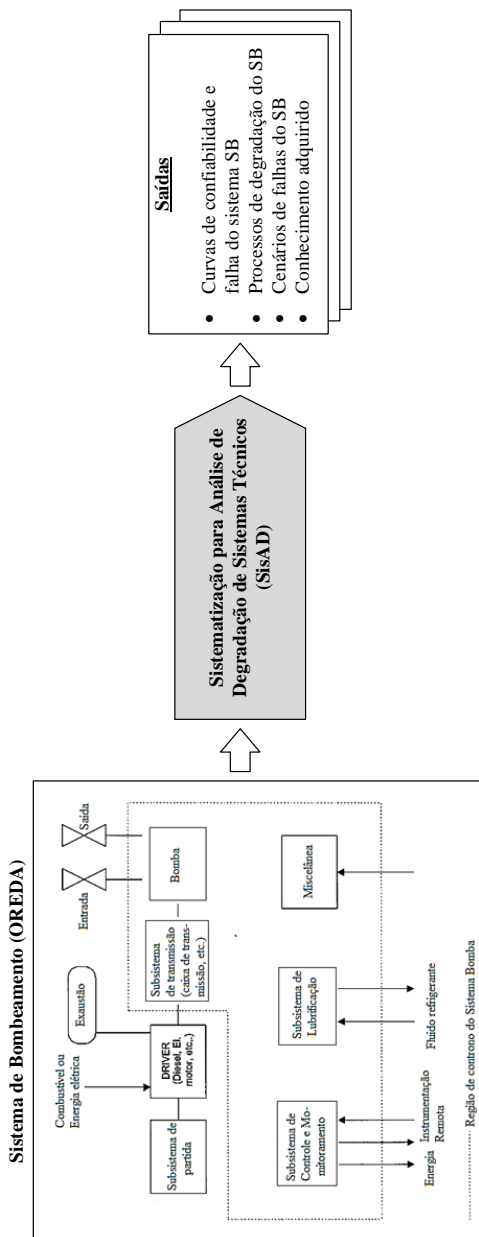 Sistema de Bombeamento (OREDA)
Combustível ou
Energia elétrica
Exaustão
Entrada
Saída
Subsistema de
partida
DRIVER
(Diesel, El.
motor, etc..)
Subsistema
de transmissão
(caixa de trans-
missão, etc.)
Bomba
Subsistema de
Controle e Mo-
mitoramento
Subsistema de
Lubrificação
Miscelânea
Energia
Instrumentação
Remota
Fluido refrigerante
Região de controno do Sistema Bomba
Sistematização para Análise de
Degradação de Sistemas Técnicos
(SisAD)
Saídas
• Curvas de confiabilidade e
falha do sistema SB
• Processos de degradação do SB
• Cenários de falhas do SB
• Conhecimento adquirido